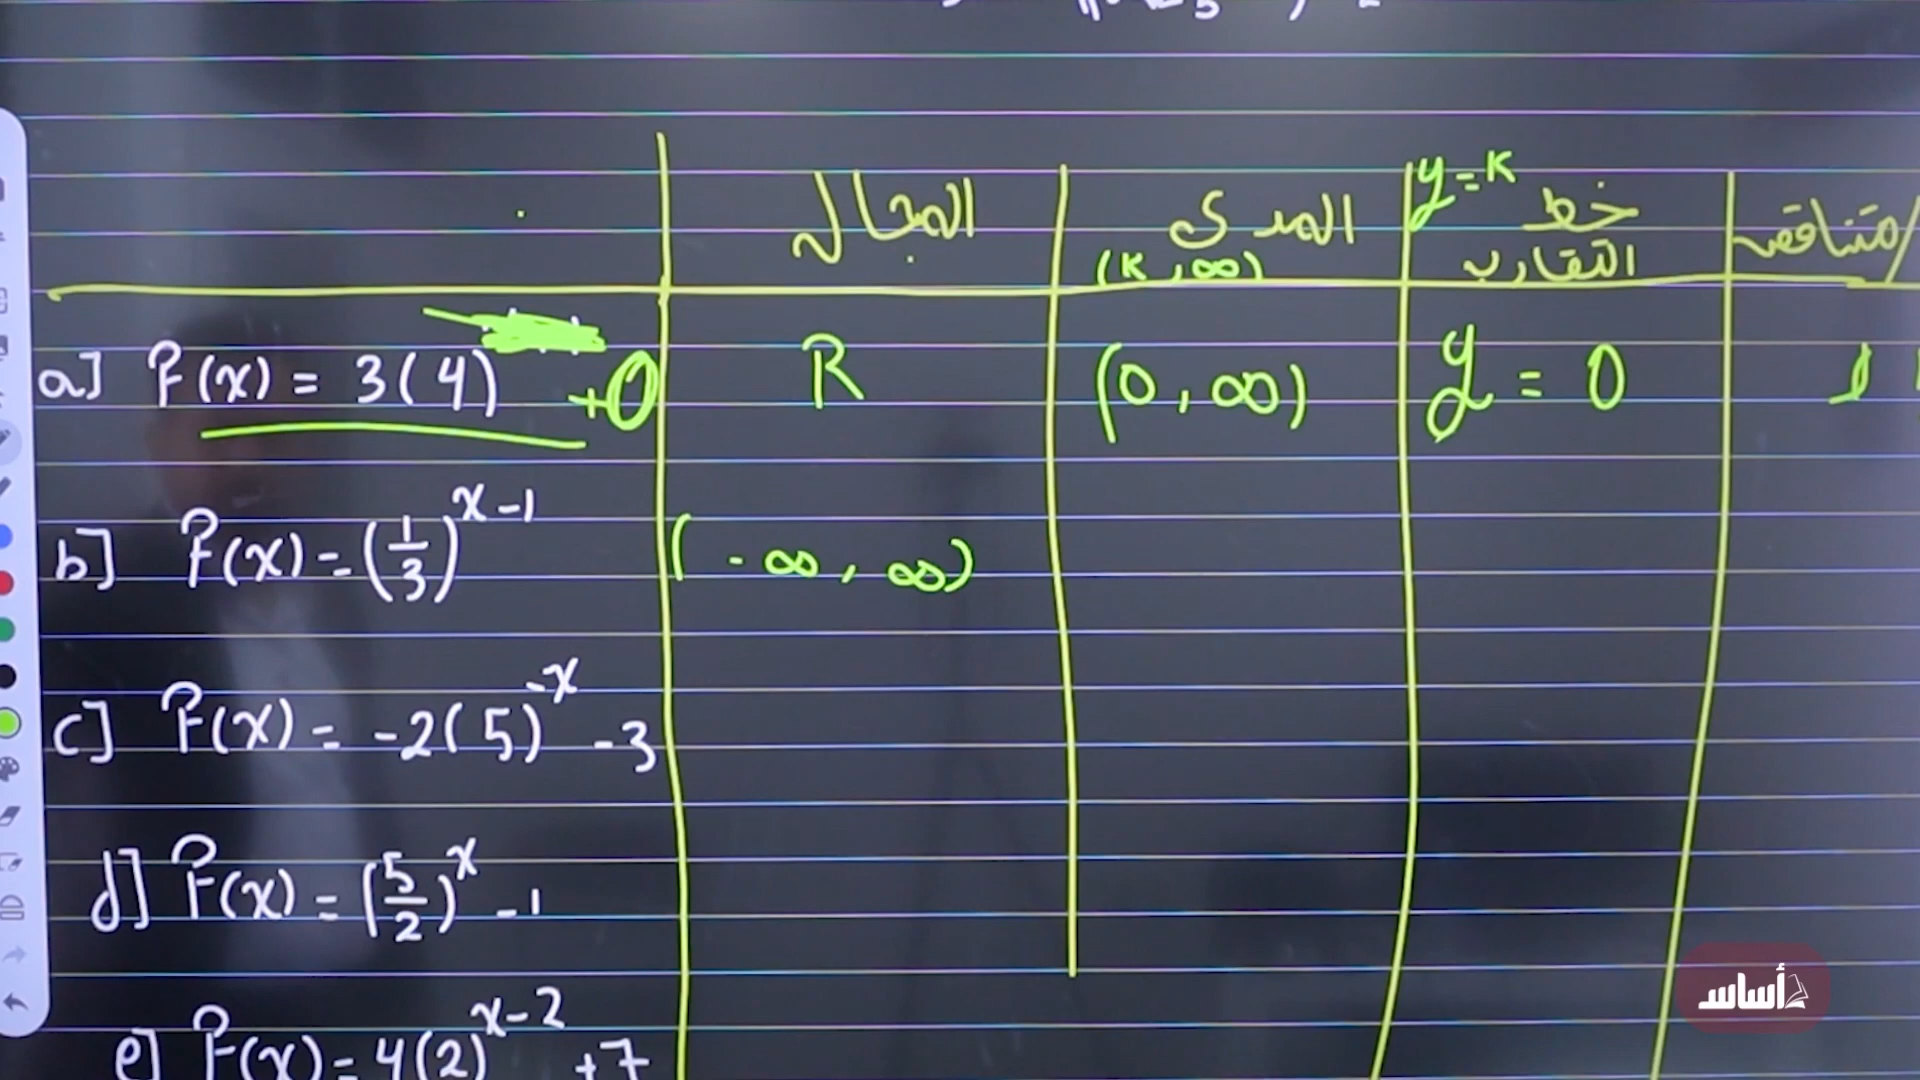 المجال المدى (K, ∞) y = K خط التقارب متناقص/
a] f(x) = 3(4) +0 R (0, ∞) y = 0
b] f(x) = (1/3)^(x-1) (-∞, ∞)
c] f(x) = -2(5)^(-x) -3
d] f(x) = (5/2)^x -1
e] f(x) = 4(2)^(x-2) +7
أساس